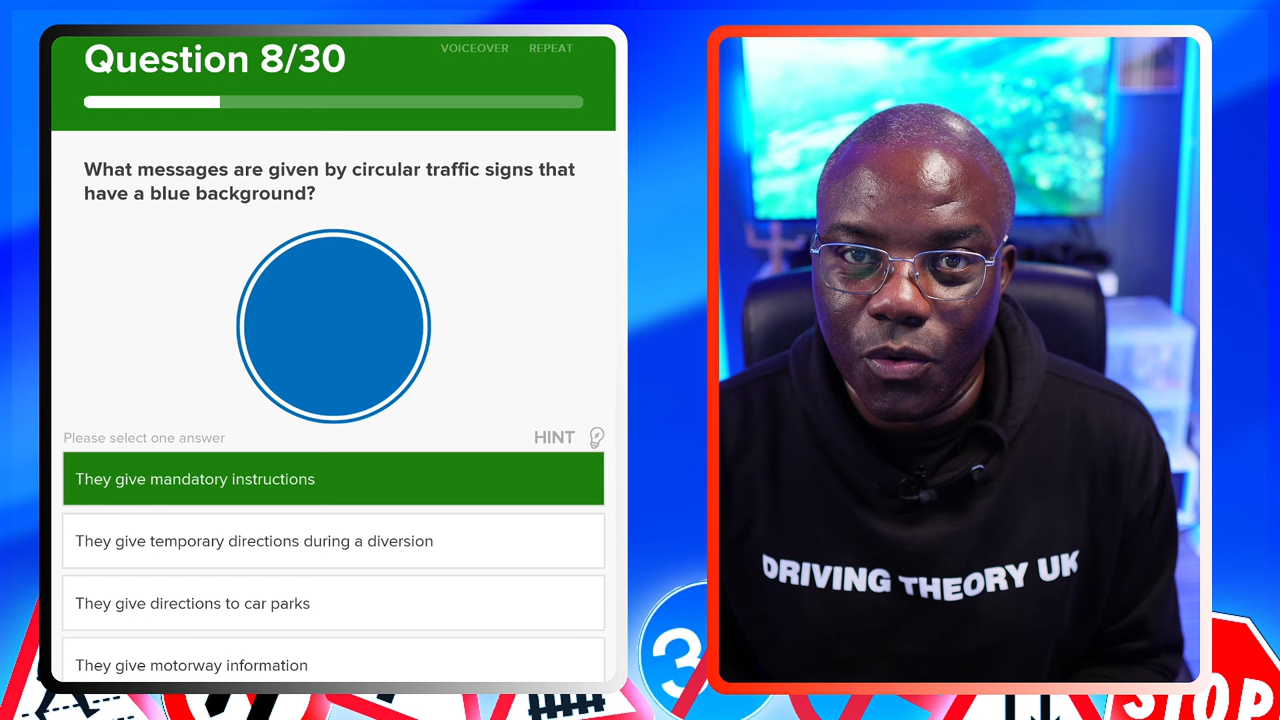 Question 8/30
VOICEOVER REPEAT
What messages are given by circular traffic signs that
have a blue background?
Please select one answer
HINT
They give mandatory instructions
They give temporary directions during a diversion
They give directions to car parks
They give motorway information
DRIVING THEORY UK
3
STOP